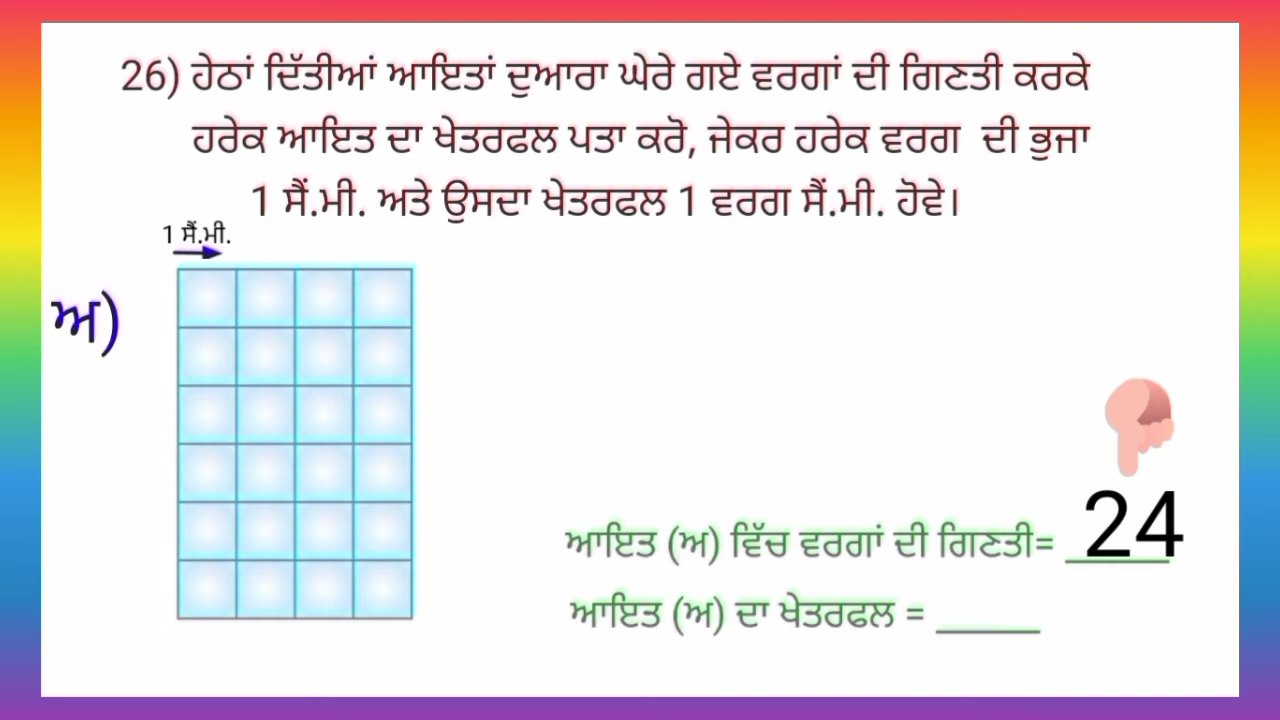 26) ਹੇਠਾਂ ਦਿੱਤੀਆਂ ਆਇਤਾਂ ਦੁਆਰਾ ਘੇਰੇ ਗਏ ਵਰਗਾਂ ਦੀ ਗਿਣਤੀ ਕਰਕੇ
ਹਰੇਕ ਆਇਤ ਦਾ ਖੇਤਰਫਲ ਪਤਾ ਕਰੋ, ਜੇਕਰ ਹਰੇਕ ਵਰਗ ਦੀ ਭੁਜਾ
1 ਸੈਂ.ਮੀ. ਅਤੇ ਉਸਦਾ ਖੇਤਰਫਲ 1 ਵਰਗ ਸੈਂ.ਮੀ. ਹੋਵੇ।
1 ਸੈਂ.ਮੀ.
ਅ)
ਆਇਤ (ਅ) ਵਿੱਚ ਵਰਗਾਂ ਦੀ ਗਿਣਤੀ= 24
ਆਇਤ (ਅ) ਦਾ ਖੇਤਰਫਲ = ______